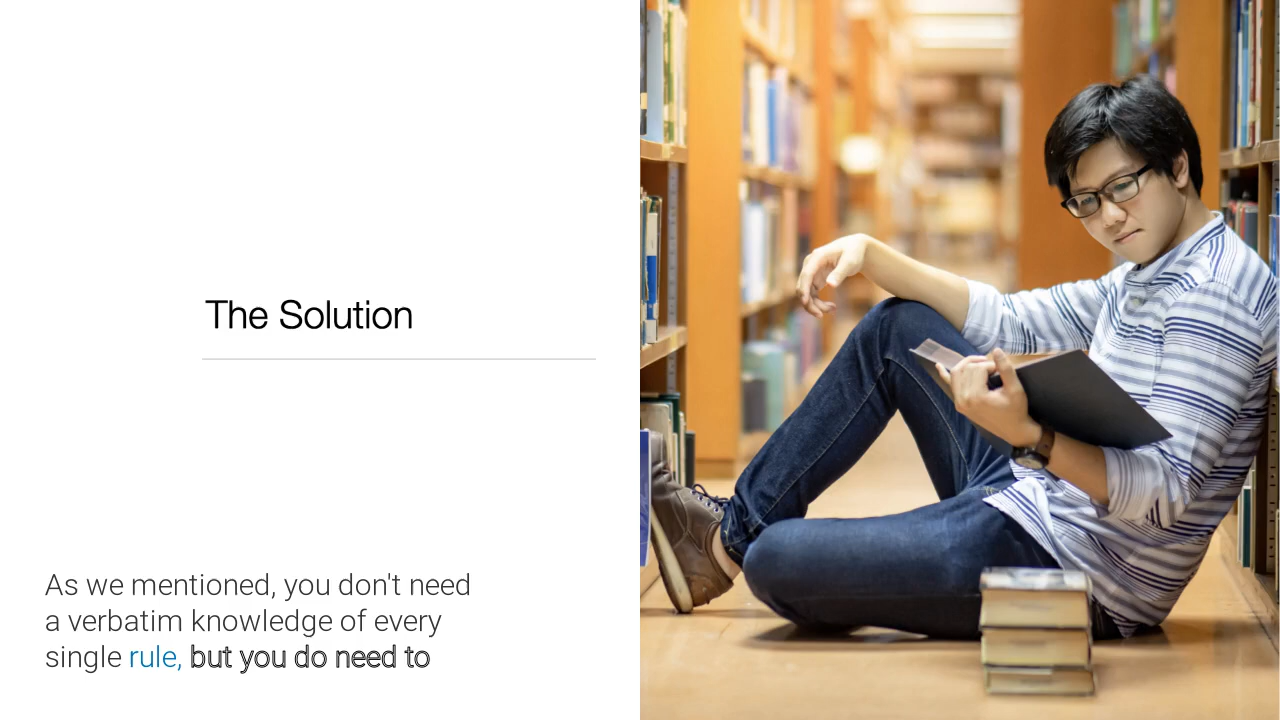 The Solution
As we mentioned, you don't need
a verbatim knowledge of every
single rule, but you do need to